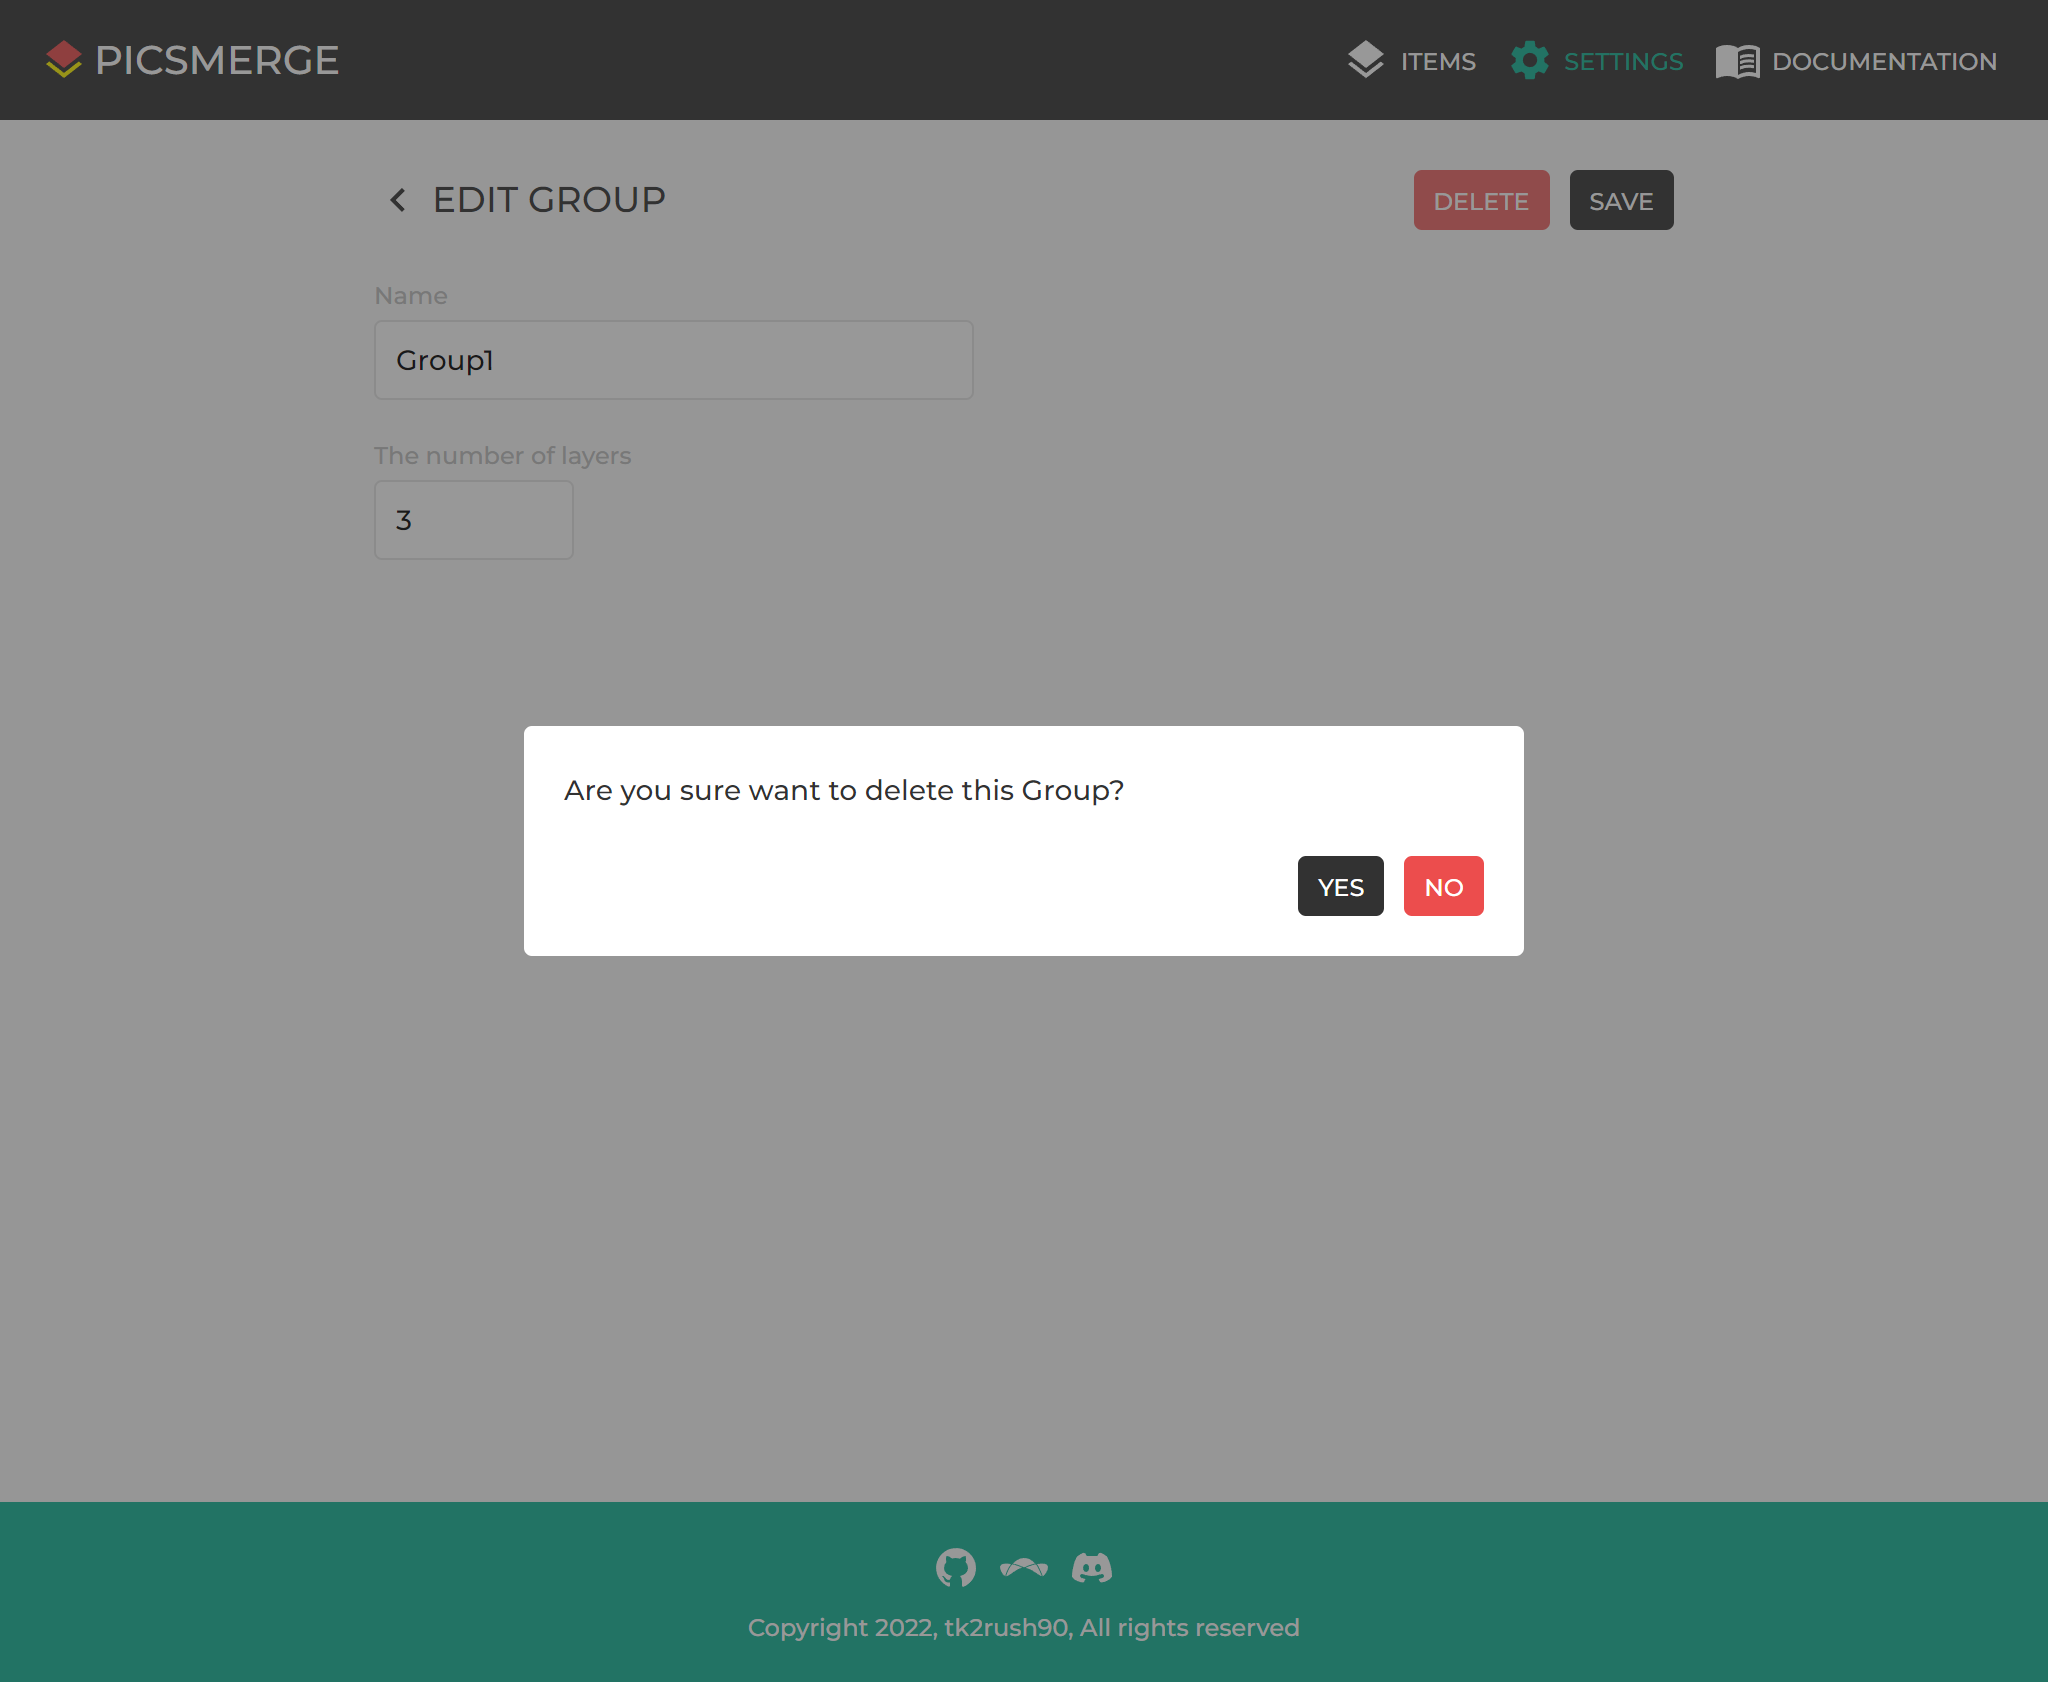 PICSMERGE
ITEMS
SETTINGS
DOCUMENTATION
EDIT GROUP
DELETE
SAVE
Name
Group1
The number of layers
3
Are you sure want to delete this Group?
YES
NO
Copyright 2022, tk2rush90, All rights reserved